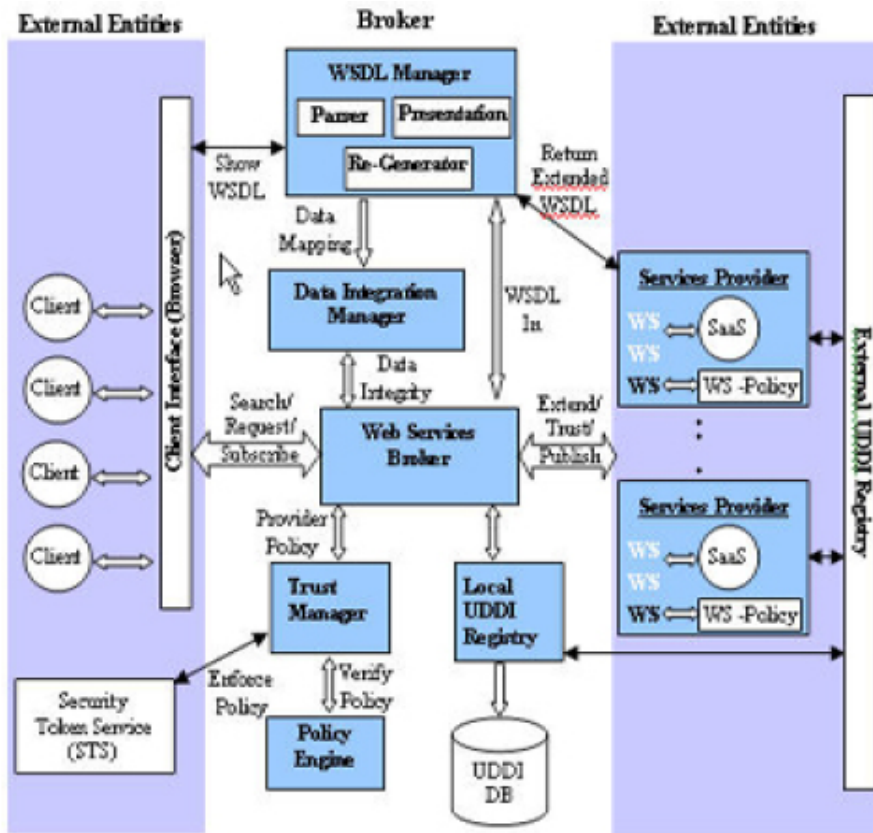 External Entities
Broker
External Entities
WSDL Manager
Parser
Presentation
Re-Generator
Show
WSDL
Return
Extended
WSDL
Data
Mapping
Client Interface (Browser)
Data Integration
Manager
WSDL
In
Services Provider
WS
SaaS
WS
WS
WS -Policy
External UDDI Registry
Client
Client
Client
Client
Data
Integrity
Search/
Request/
Subscribe
Web Services
Broker
Extend/
Trust/
Publish
Services Provider
WS
SaaS
WS
WS
WS -Policy
Provider
Policy
Trust
Manager
Local
UDDI
Registry
Enforce
Policy
Verify
Policy
Security
Token Service
(STS)
Policy
Engine
UDDI
DB